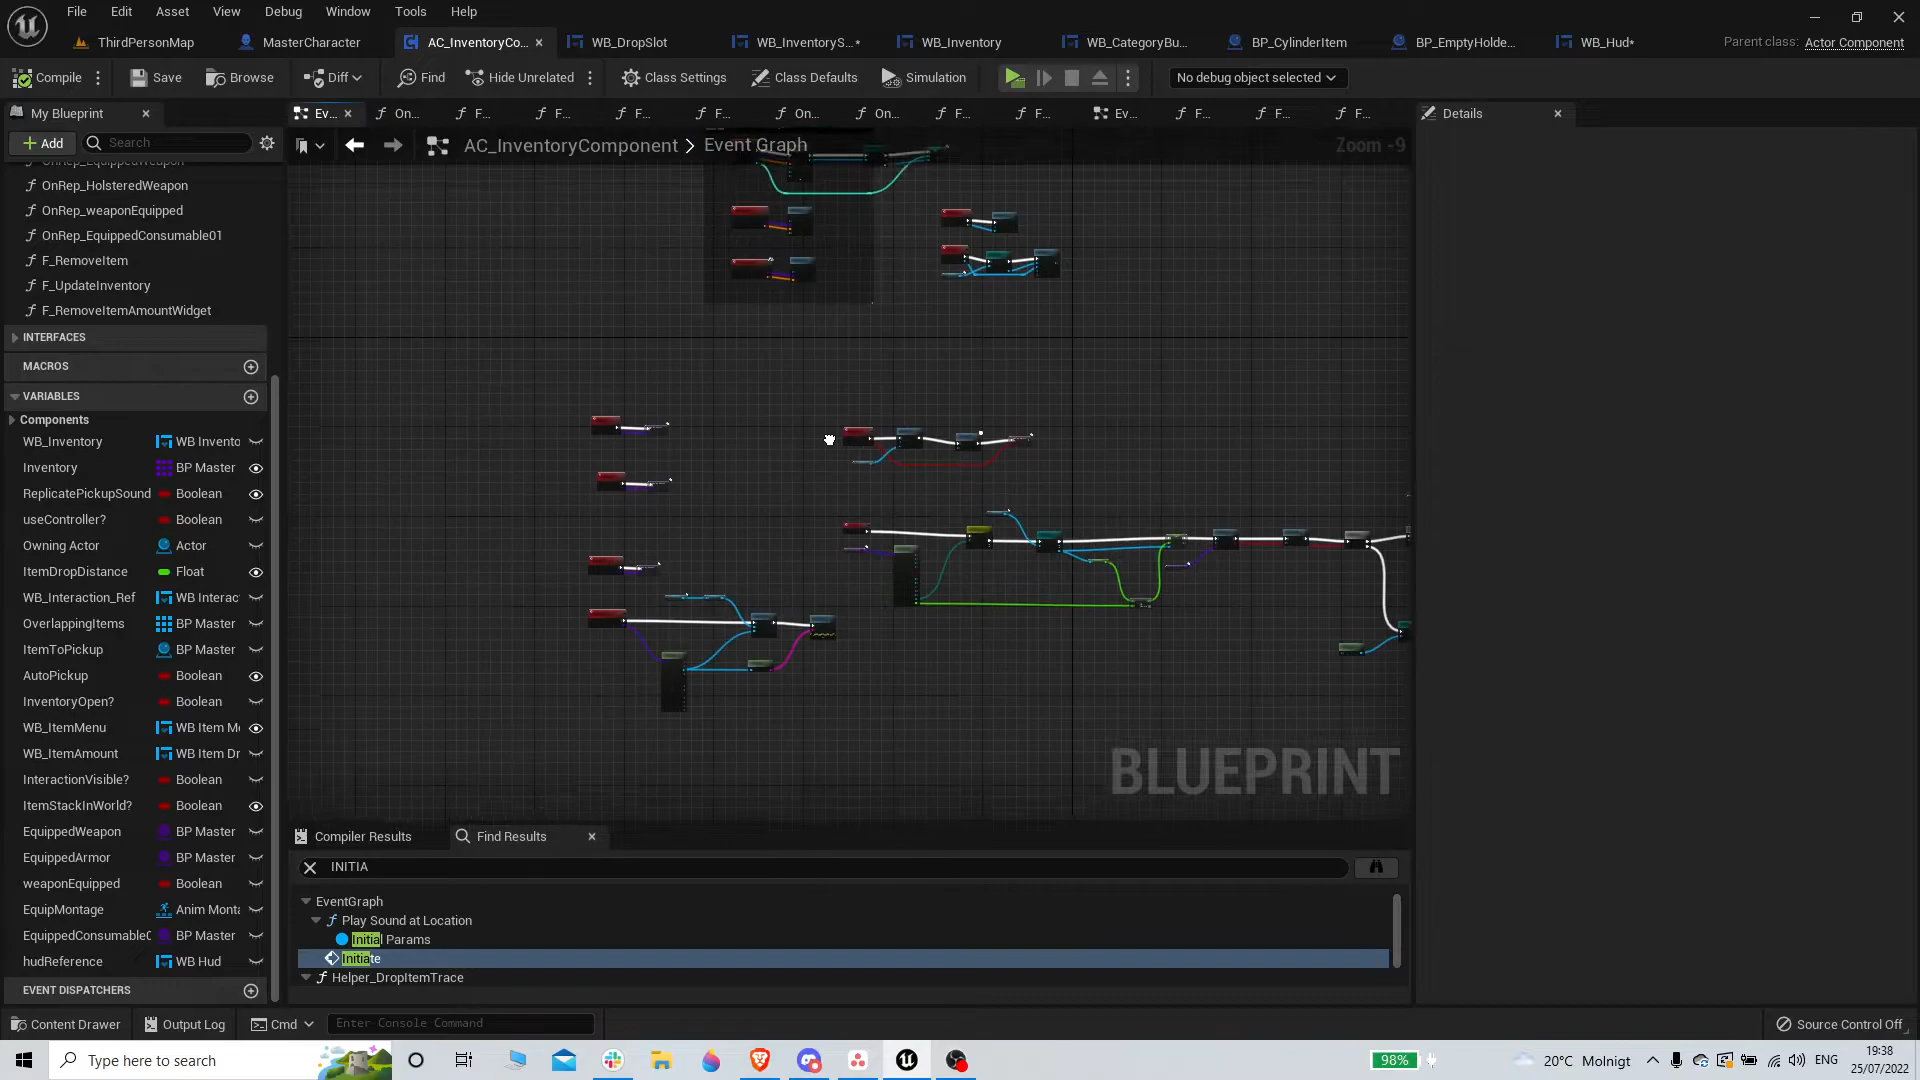 File Edit Asset View Debug Window Tools Help
ThirdPersonMap MasterCharacter AC_InventoryCo... WB_DropSlot WB_InventoryS...* WB_Inventory WB_CategoryBu... BP_CylinderItem BP_EmptyHolde... WB_Hud* Parent class: Actor Component
Compile Save Browse Diff Find Hide Unrelated Class Settings Class Defaults Simulation No debug object selected
My Blueprint Ev... On... F... F... F... F... On... On... F... F... Ev... F... F... F... Details
+ Add Search AC_InventoryComponent > Event Graph Zoom -9
OnRep_EquippedWeapon
OnRep_HolsteredWeapon
OnRep_weaponEquipped
OnRep_EquippedConsumable01
F_RemoveItem
F_UpdateInventory
F_RemoveItemAmountWidget
INTERFACES
MACROS
VARIABLES
Components
WB_Inventory WB Invento
Inventory BP Master
ReplicatePickupSound Boolean
useController? Boolean
Owning Actor Actor
ItemDropDistance Float
WB_Interaction_Ref WB Interac
OverlappingItems BP Master
ItemToPickup BP Master
AutoPickup Boolean
InventoryOpen? Boolean
WB_ItemMenu WB Item M
WB_ItemAmount WB Item Dr
InteractionVisible? Boolean
ItemStackInWorld? Boolean
EquippedWeapon BP Master
EquippedArmor BP Master
weaponEquipped Boolean
EquipMontage Anim Monta
EquippedConsumable BP Master
hudReference WB Hud
EVENT DISPATCHERS
BLUEPRINT
Compiler Results Find Results
INITIA
EventGraph
Play Sound at Location
Initial Params
Initiate
Helper_DropItemTrace
Content Drawer Output Log Cmd Enter Console Command Source Control Off
Type here to search 98% 20°C Molnigt ENG 19:38
25/07/2022